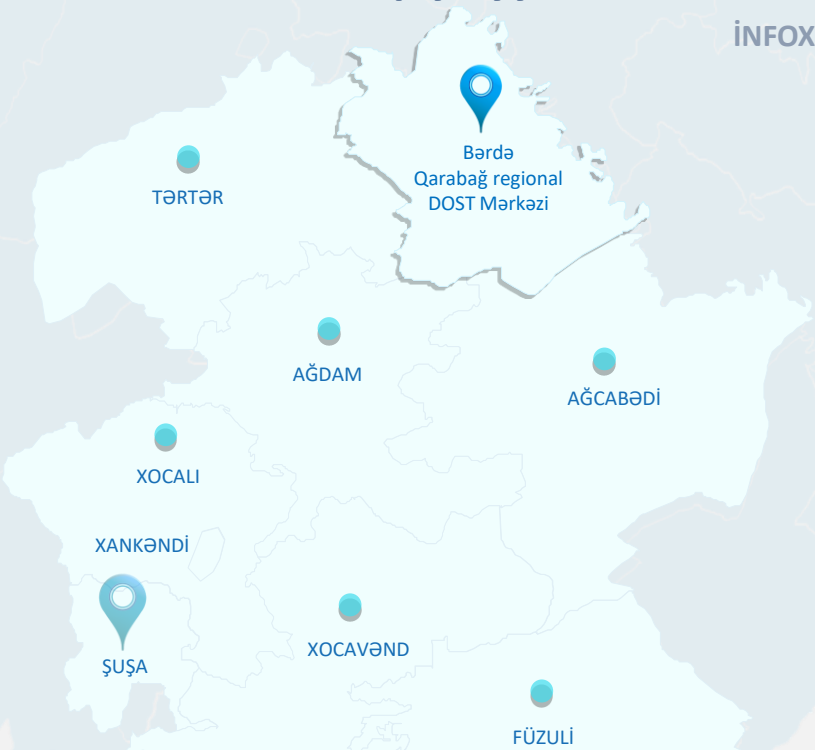 İNFOX
Bərdə
Qarabağ regional
DOST Mərkəzi
TƏRTƏR
AĞDAM
AĞCABƏDİ
XOCALI
XANKƏNDİ
XOCAVƏND
ŞUŞA
FÜZULİ